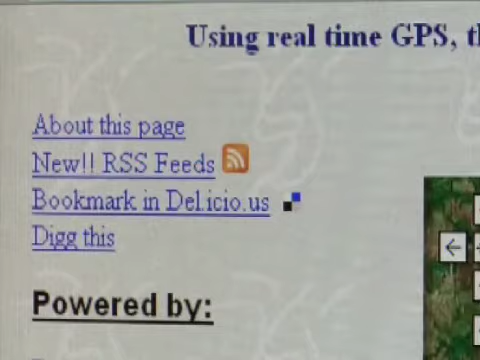 Using real time GPS,
About this page
New!! RSS Feeds
Bookmark in Del.icio.us
Digg this
Powered by: